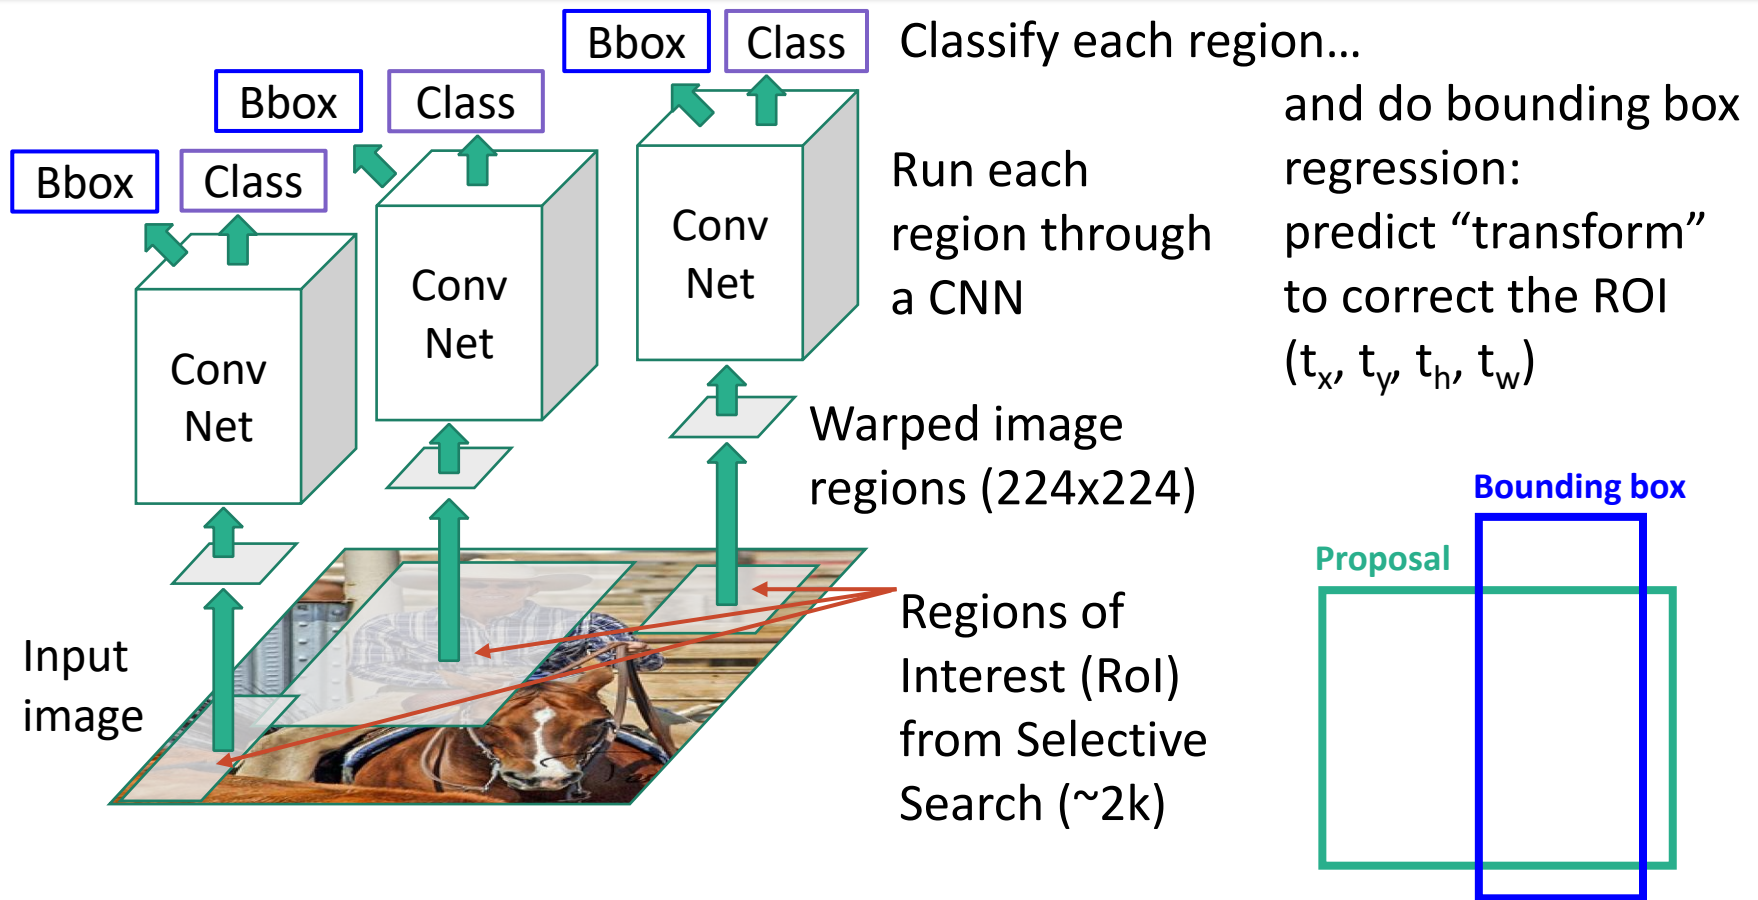 Bbox
Class
Classify each region…
Bbox
Class
and do bounding box
regression:
predict “transform”
to correct the ROI
(tx, ty, th, tw)
Bbox
Class
Run each
region through
a CNN
Conv
Net
Conv
Net
Conv
Net
Warped image
regions (224x224)
Bounding box
Proposal
Input
image
Regions of
Interest (RoI)
from Selective
Search (~2k)